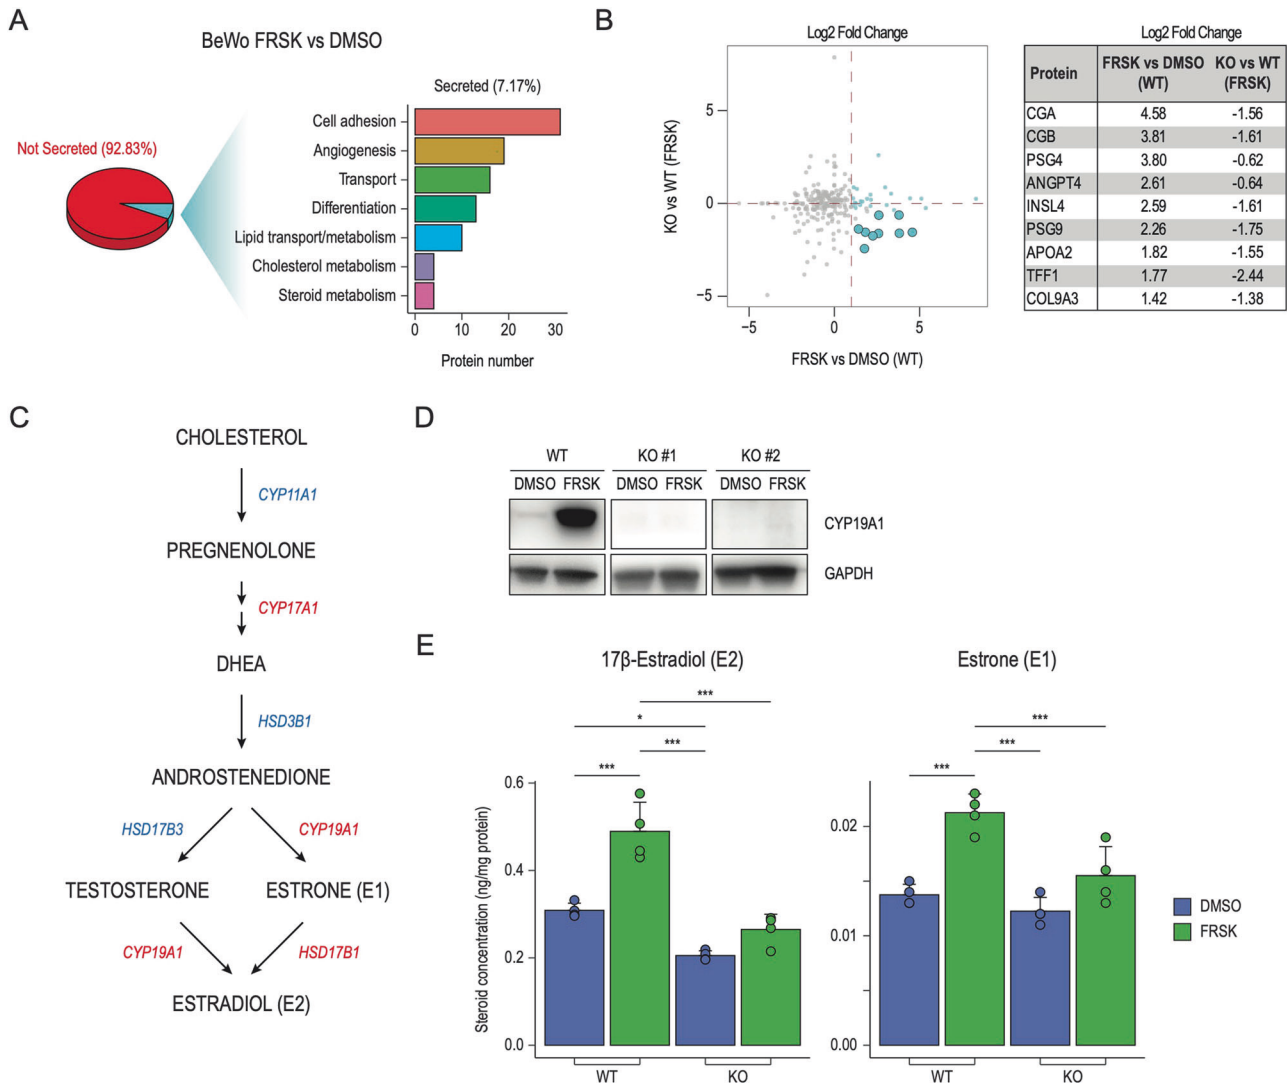 A
BeWo FRSK vs DMSO
Secreted (7.17%)
Not Secreted (92.83%)
Cell adhesion
Angiogenesis
Transport
Differentiation
Lipid transport/metabolism
Cholesterol metabolism
Steroid metabolism
0 10 20 30
Protein number
B
Log2 Fold Change
KO vs WT (FRSK)
5
0
−5
−5 0 5
FRSK vs DMSO (WT)
Log2 Fold Change
Protein FRSK vs DMSO (WT) KO vs WT (FRSK)
CGA 4.58 -1.56
CGB 3.81 -1.61
PSG4 3.80 -0.62
ANGPT4 2.61 -0.64
INSL4 2.59 -1.61
PSG9 2.26 -1.75
APOA2 1.82 -1.55
TFF1 1.77 -2.44
COL9A3 1.42 -1.38
C
CHOLESTEROL
CYP11A1
PREGNENOLONE
CYP17A1
DHEA
HSD3B1
ANDROSTENEDIONE
HSD17B3 CYP19A1
TESTOSTERONE ESTRONE (E1)
CYP19A1 HSD17B1
ESTRADIOL (E2)
D
WT KO #1 KO #2
DMSO FRSK DMSO FRSK DMSO FRSK
CYP19A1
GAPDH
E
17β-Estradiol (E2)
***
*
***
***
Steroid concentration (ng/mg protein)
0.6
0.4
0.2
0.0
WT KO
Estrone (E1)
***
***
***
0.02
0.01
0.00
WT KO
DMSO
FRSK